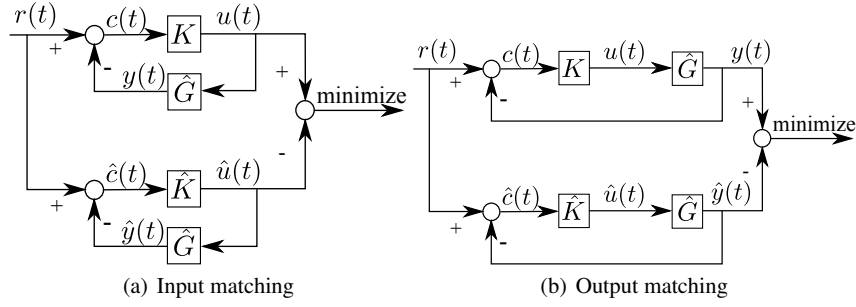 r(t) c(t) K u(t)
+ - y(t) Ĝ +
minimize
ĉ(t) K̂ û(t) -
+ - ŷ(t) Ĝ
(a) Input matching
r(t) c(t) K u(t) Ĝ y(t)
+ - +
minimize
ĉ(t) K̂ û(t) Ĝ ŷ(t) -
+ -
(b) Output matching